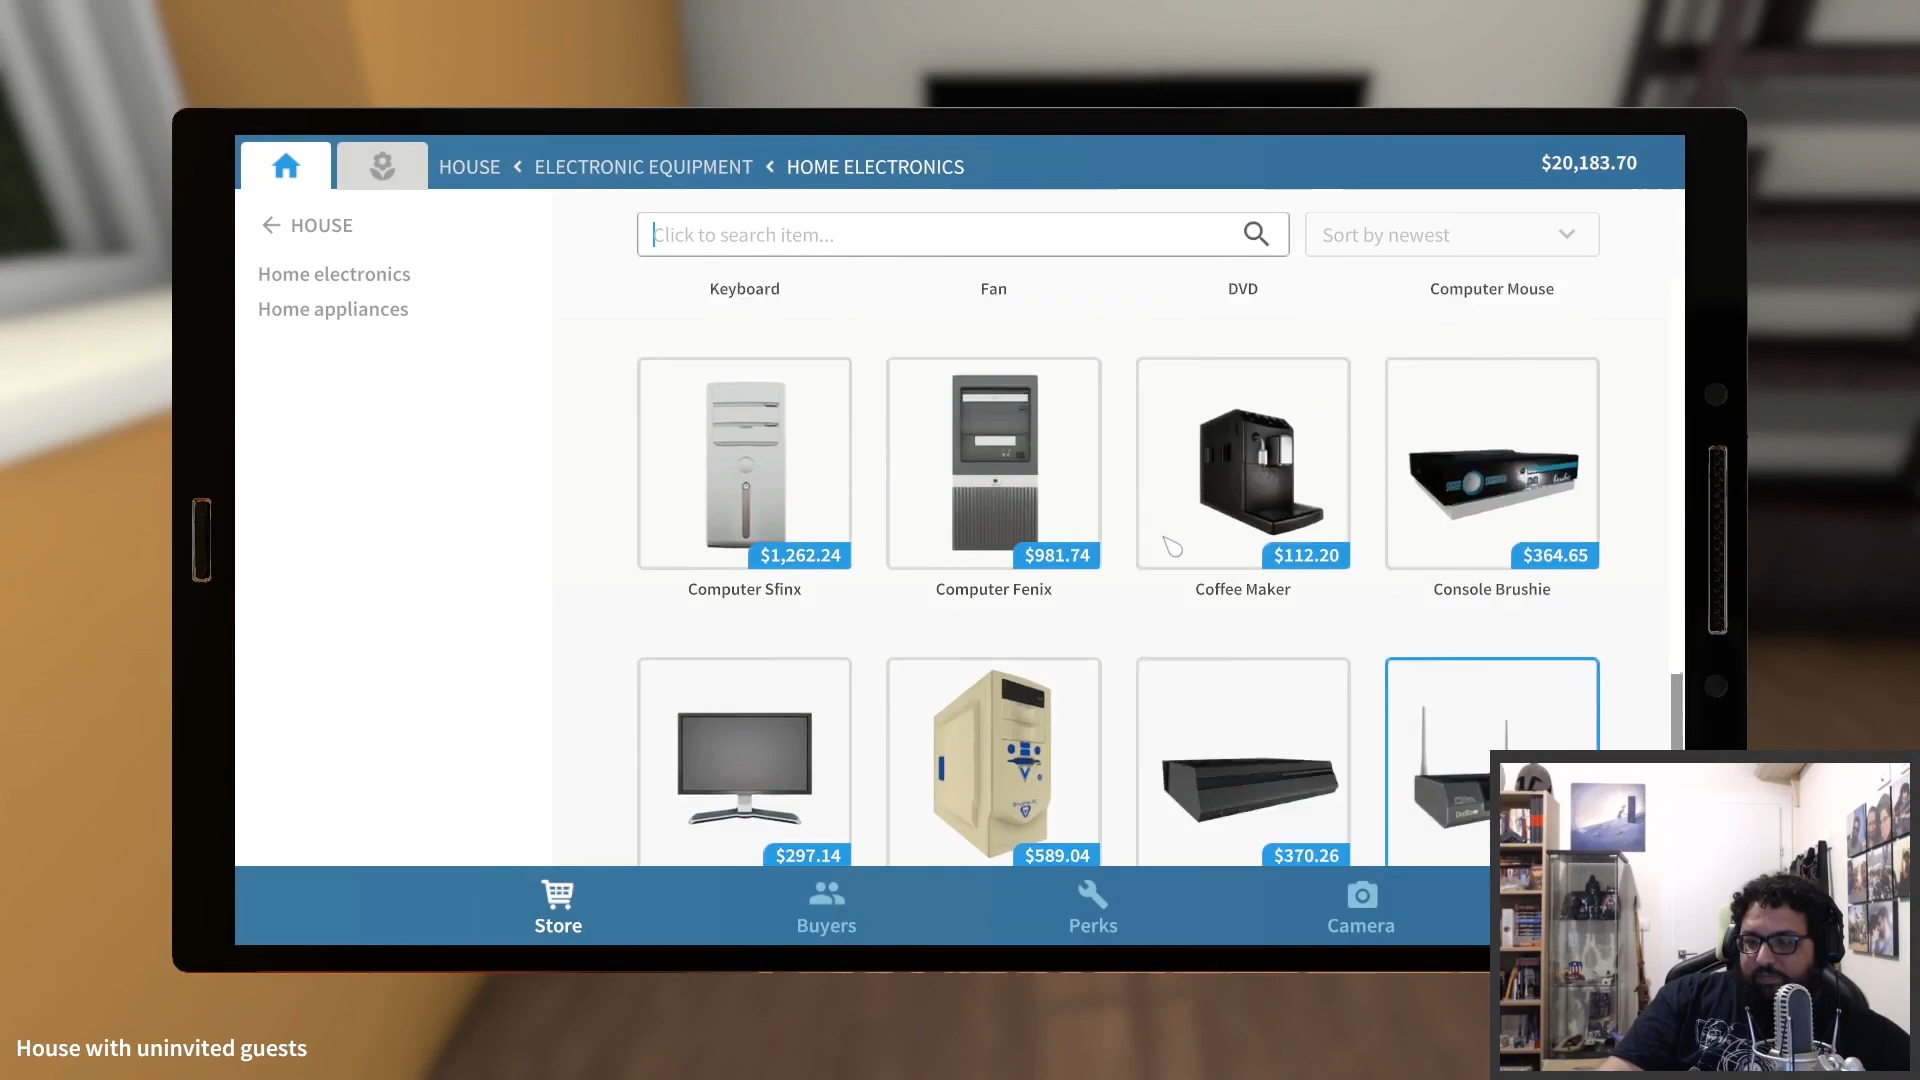 HOUSE ELECTRONIC EQUIPMENT HOME ELECTRONICS
$20,183.70
HOUSE
Home electronics
Home appliances
Click to search item...
Sort by newest
Keyboard
Fan
DVD
Computer Mouse
$1,262.24
$981.74
$112.20
$364.65
Computer Sfinx
Computer Fenix
Coffee Maker
Console Brushie
$297.14
$589.04
$370.26
Store
Buyers
Perks
Camera
House with uninvited guests